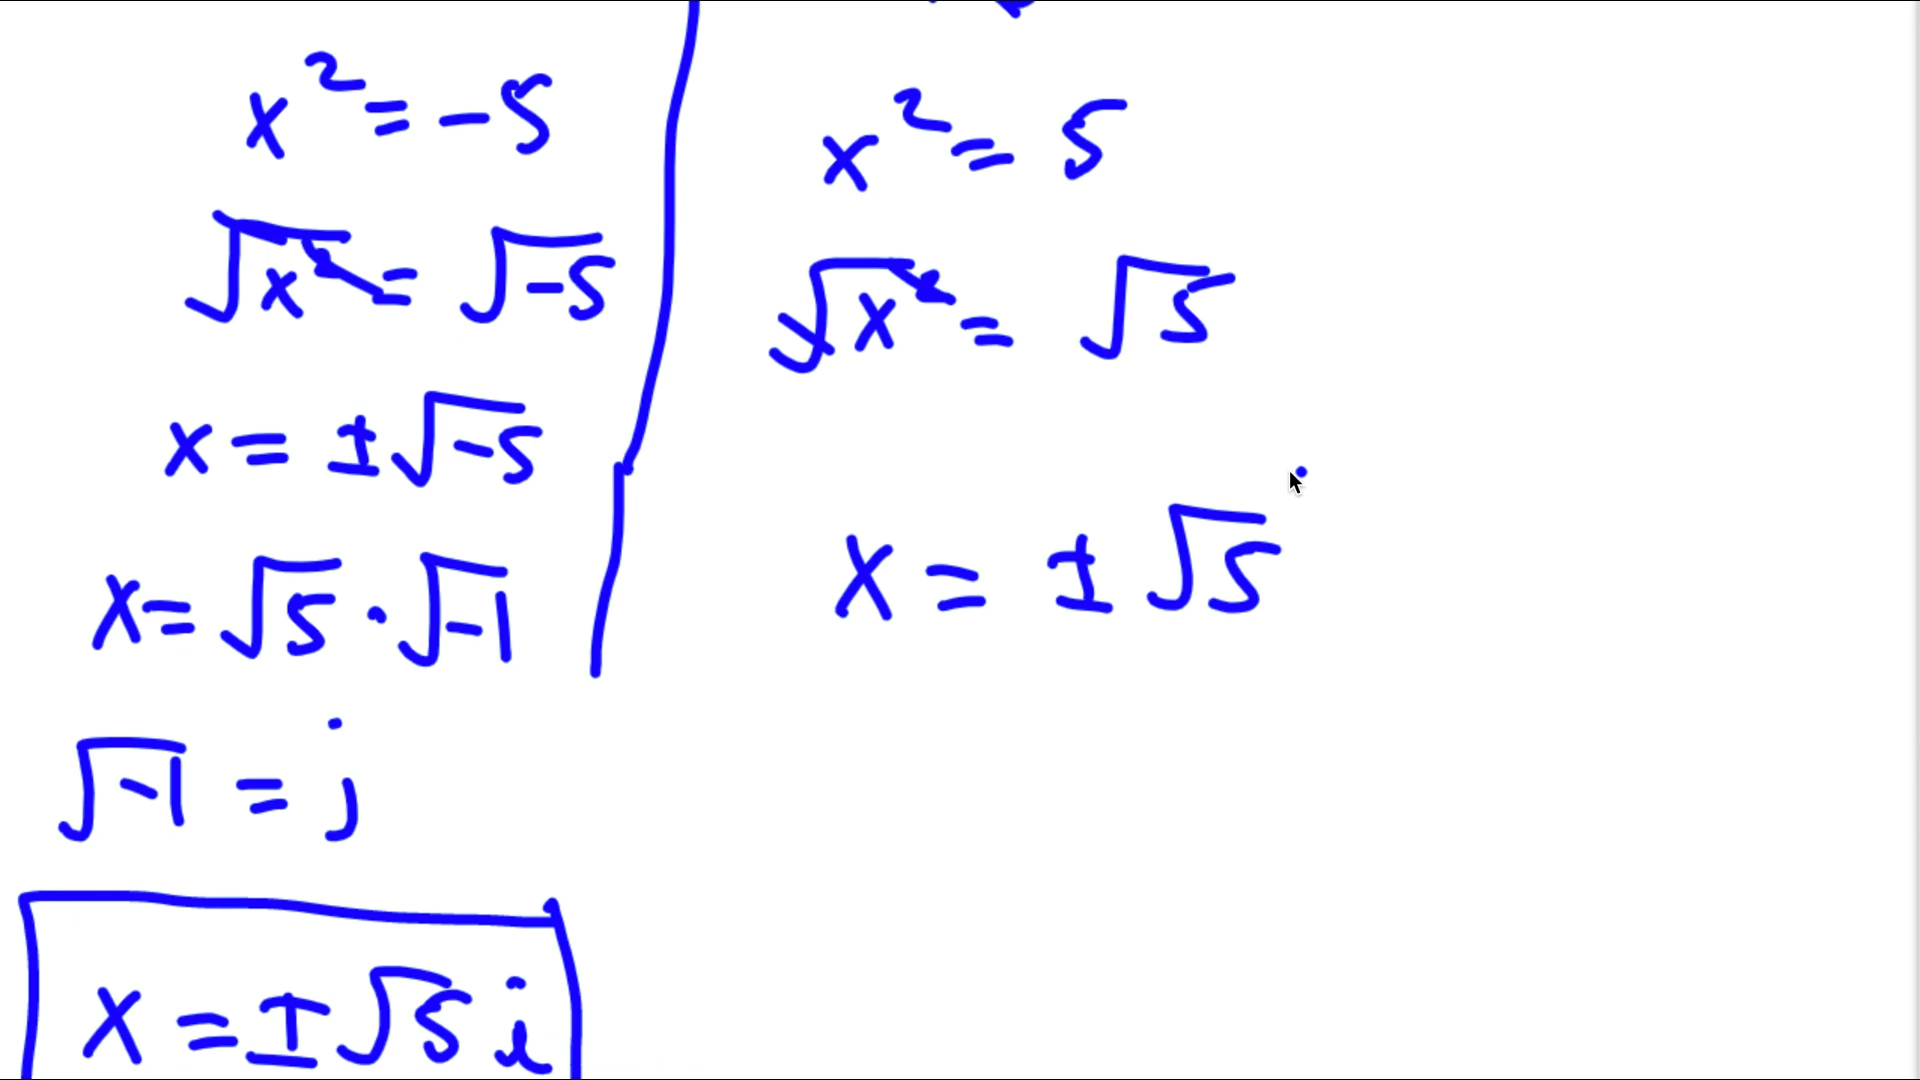 x² = -5
√x² = √-5
x = ±√-5
x = √5 · √-1
√-1 = j
x = ±√5 i
x² = 5
√x² = √5
x = ±√5